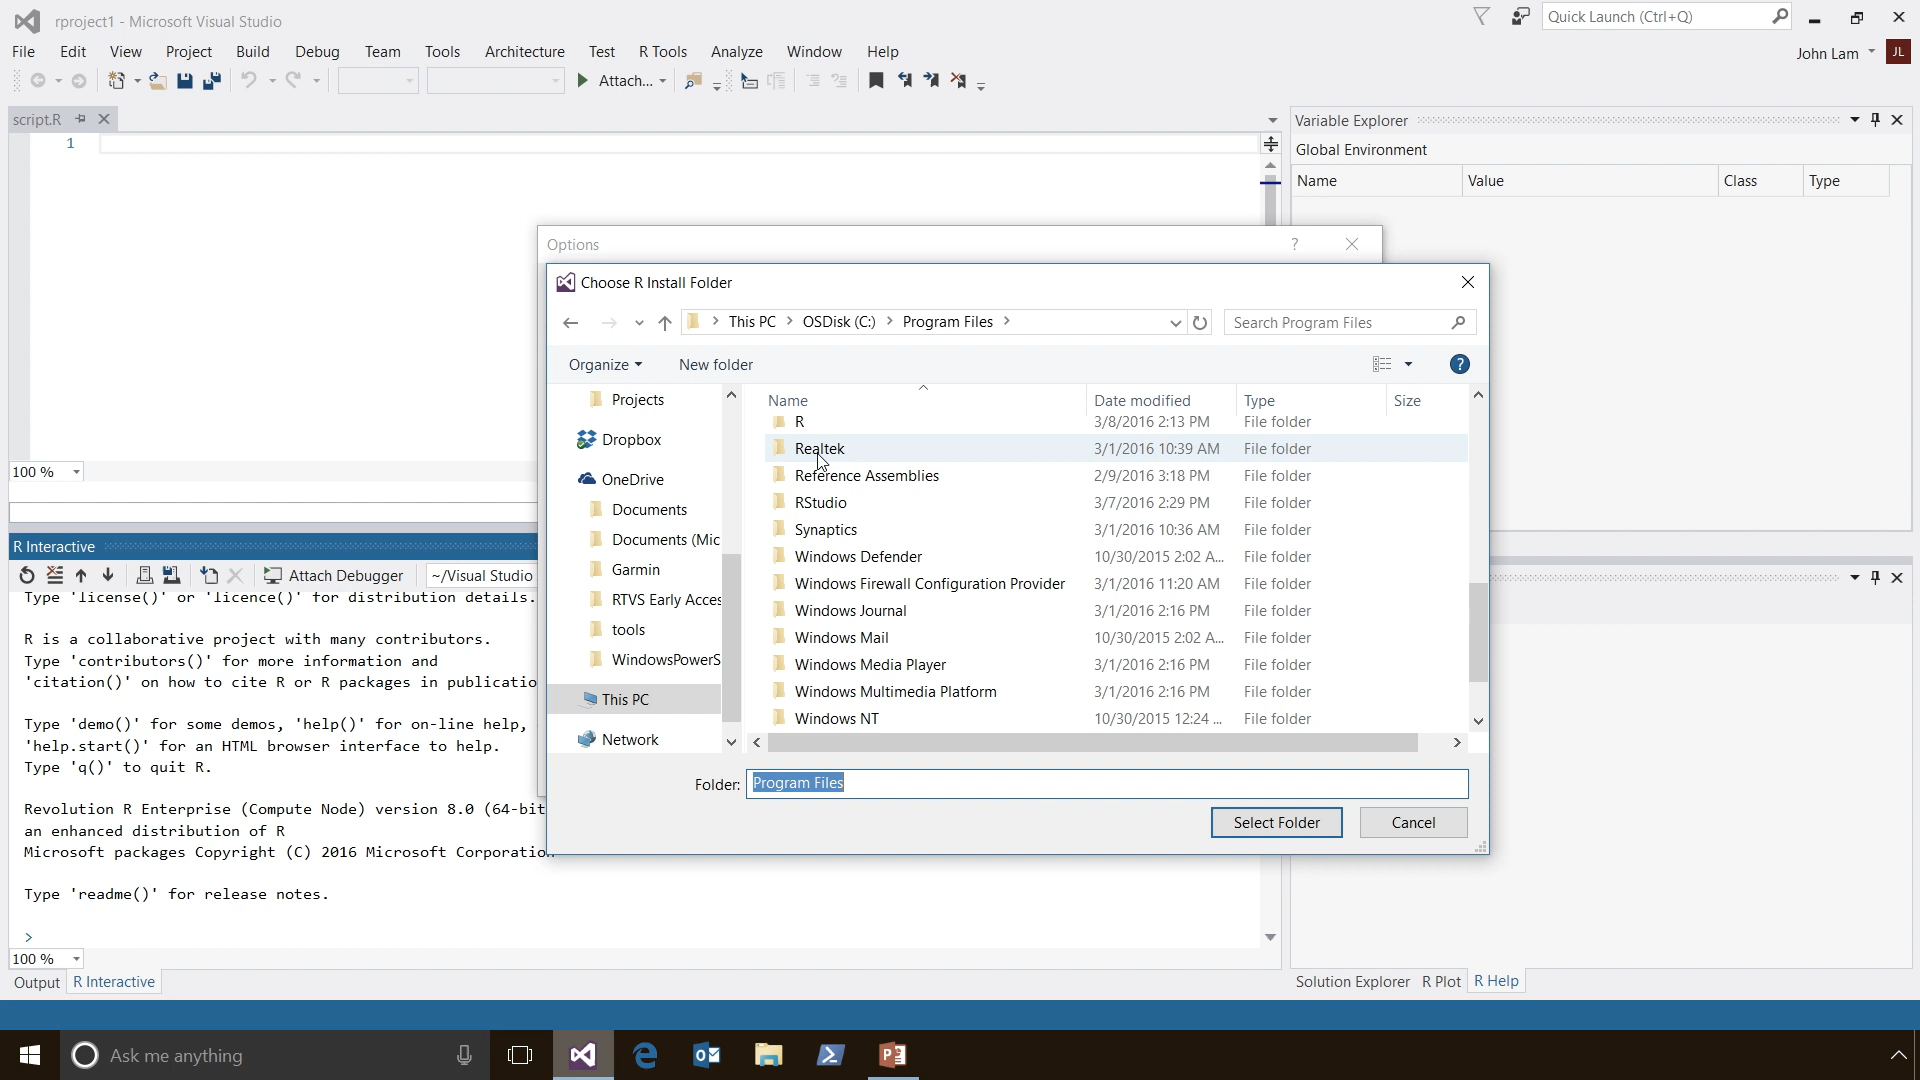 rproject1 - Microsoft Visual Studio
Quick Launch (Ctrl+Q)
File Edit View Project Build Debug Team Tools Architecture Test R Tools Analyze Window Help
John Lam JL
Attach...
script.R
1
100 %
Variable Explorer
Global Environment
Name Value Class Type
Options ?
Choose R Install Folder
This PC OSDisk (C:) Program Files
Search Program Files
Organize New folder ?
Projects
Dropbox
OneDrive
Documents
Documents (Mic
Garmin
RTVS Early Acces
tools
WindowsPowerS
This PC
Network
Name Date modified Type Size
R 3/8/2016 2:13 PM File folder
Realtek 3/1/2016 10:39 AM File folder
Reference Assemblies 2/9/2016 3:18 PM File folder
RStudio 3/7/2016 2:29 PM File folder
Synaptics 3/1/2016 10:36 AM File folder
Windows Defender 10/30/2015 2:02 A... File folder
Windows Firewall Configuration Provider 3/1/2016 11:20 AM File folder
Windows Journal 3/1/2016 2:16 PM File folder
Windows Mail 10/30/2015 2:02 A... File folder
Windows Media Player 3/1/2016 2:16 PM File folder
Windows Multimedia Platform 3/1/2016 2:16 PM File folder
Windows NT 10/30/2015 12:24 ... File folder
Folder: Program Files
Select Folder Cancel
R Interactive
Attach Debugger ~/Visual Studio
Type 'license()' or 'licence()' for distribution details.
R is a collaborative project with many contributors.
Type 'contributors()' for more information and
'citation()' on how to cite R or R packages in publicatio
Type 'demo()' for some demos, 'help()' for on-line help,
'help.start()' for an HTML browser interface to help.
Type 'q()' to quit R.
Revolution R Enterprise (Compute Node) version 8.0 (64-bit
an enhanced distribution of R
Microsoft packages Copyright (C) 2016 Microsoft Corporation
Type 'readme()' for release notes.
>
100 %
Output R Interactive
Solution Explorer R Plot R Help
Ask me anything